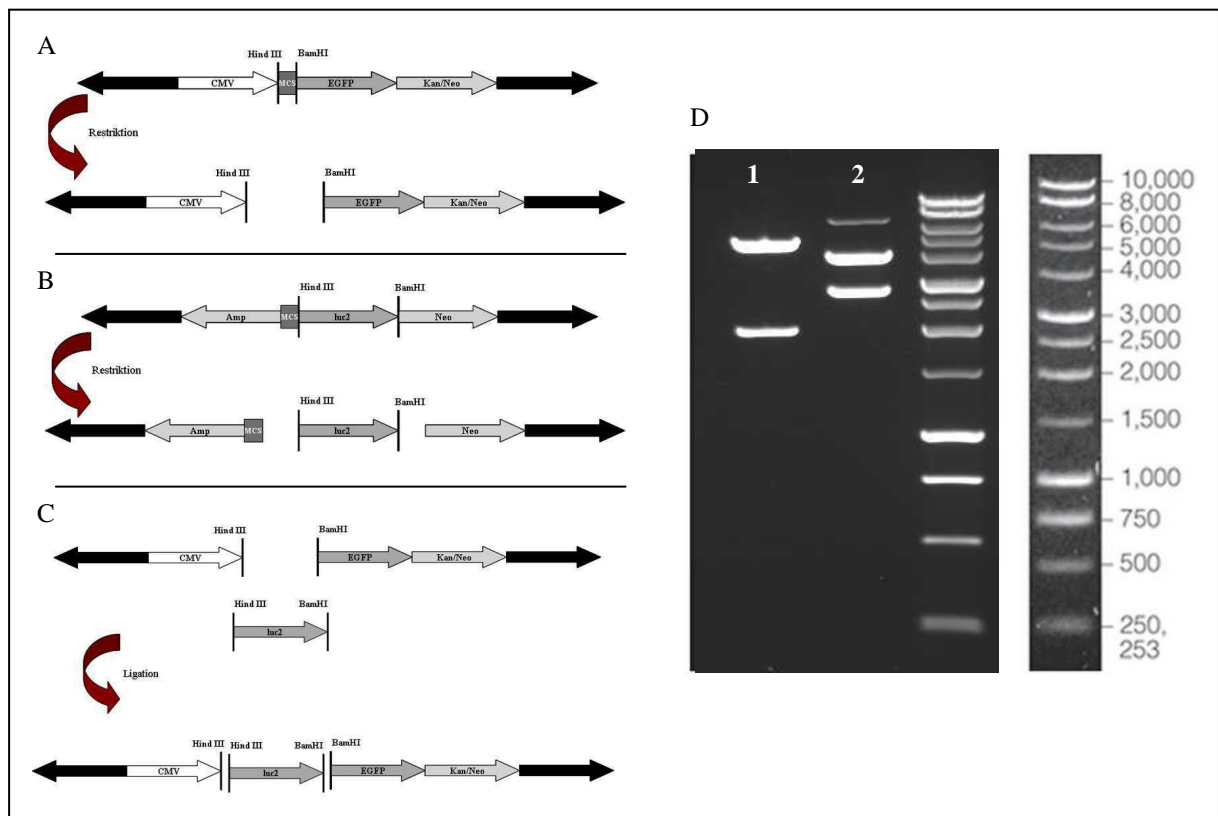 A
Hind III BamHI
CMV MCS EGFP Kan/Neo
Restriktion
Hind III BamHI
CMV EGFP Kan/Neo
B
Hind III BamHI
Amp MCS luc2 Neo
Restriktion
Hind III BamHI
Amp MCS luc2 Neo
C
Hind III BamHI
CMV EGFP Kan/Neo
Hind III BamHI
luc2
Ligation
Hind III Hind III BamHI BamHI
CMV luc2 EGFP Kan/Neo
D
1 2
10,000
8,000
6,000
5,000
4,000
3,000
2,500
2,000
1,500
1,000
750
500
250,
253